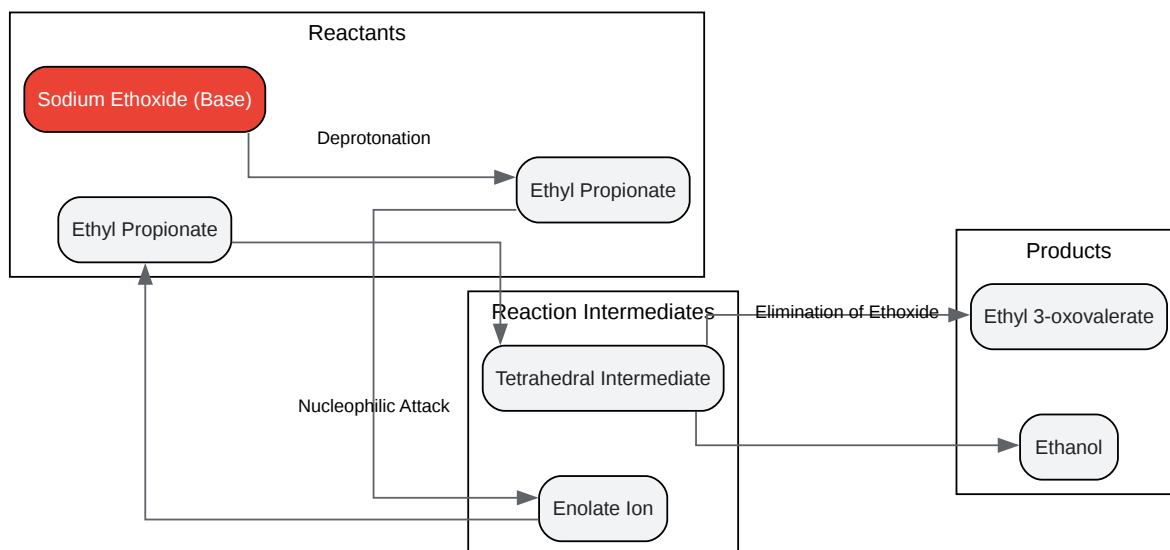 Reactants
Sodium Ethoxide (Base)
Deprotonation
Ethyl Propionate
Ethyl Propionate
Products
Reaction Intermediates
Elimination of Ethoxide
Ethyl 3-oxovalerate
Tetrahedral Intermediate
Nucleophilic Attack
Ethanol
Enolate Ion